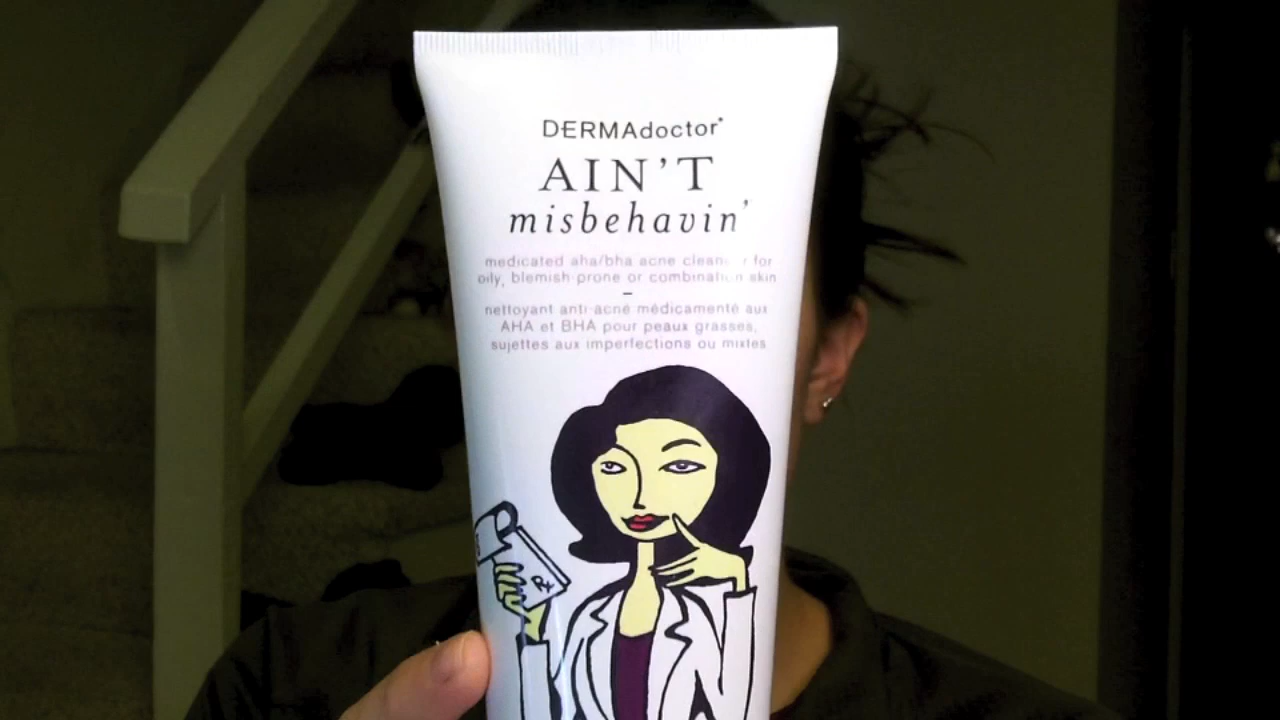 DERMAdoctor
AIN'T
misbehavin'
medicated aha/bha acne cleanser for
oily, blemish prone or combination skin
–
nettoyant anti-acné médicamenté aux
AHA et BHA pour peaux grasses,
sujettes aux imperfections ou mixtes
Rx